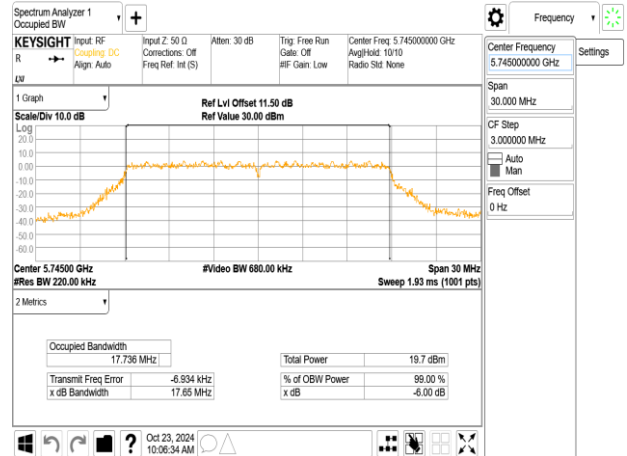 Spectrum Analyzer 1
Occupied BW
Frequency
KEYSIGHT
R
LXI
Input: RF
Coupling: DC
Align: Auto
Input Z: 50 Ω
Corrections: Off
Freq Ref: Int (S)
Atten: 30 dB
Trig: Free Run
Gate: Off
#IF Gain: Low
Center Freq: 5.745000000 GHz
Avg|Hold: 10/10
Radio Std: None
Center Frequency
5.745000000 GHz
Settings
Span
30.000 MHz
CF Step
3.000000 MHz
Auto
Man
Freq Offset
0 Hz
1 Graph
Scale/Div 10.0 dB
Ref Lvl Offset 11.50 dB
Ref Value 30.00 dBm
Log
20.0
10.0
0.00
-10.0
-20.0
-30.0
-40.0
-50.0
-60.0
Center 5.74500 GHz
#Res BW 220.00 kHz
#Video BW 680.00 kHz
Span 30 MHz
Sweep 1.93 ms (1001 pts)
2 Metrics
Occupied Bandwidth
17.736 MHz
Total Power 19.7 dBm
Transmit Freq Error -6.934 kHz
% of OBW Power 99.00 %
x dB Bandwidth 17.65 MHz
x dB -6.00 dB
Oct 23, 2024
10:06:34 AM